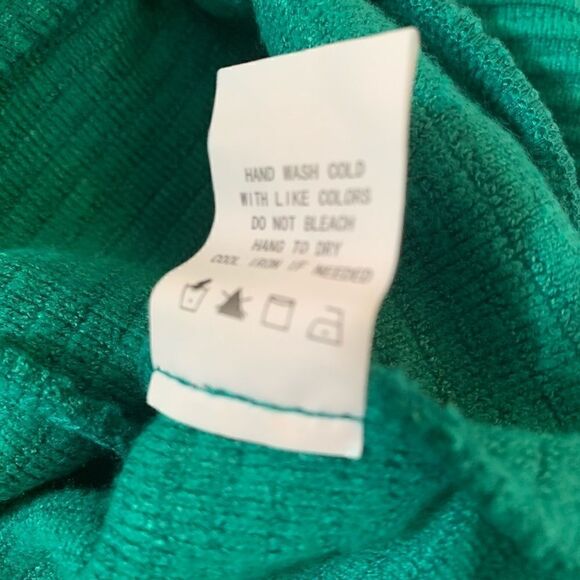 HAND WASH COLD
WITH LIKE COLORS
DO NOT BLEACH
HANG TO DRY
COOL IRON IF NEEDED